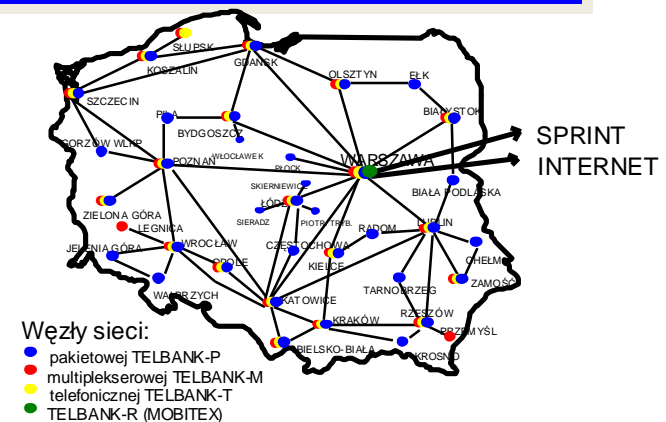 SŁUPSK
KOSZALIN
GDAŃSK
OLSZTYN
EŁK
SZCZECIN
PIŁA
BYDGOSZCZ
BIAŁYSTOK
SPRINT
INTERNET
GORZÓW WLKP
POZNAŃ
WŁOCŁAWEK
PŁOCK
WARSZAWA
SKIERNIEWICE
BIAŁA PODLASKA
ŁÓDŹ
ZIELONA GÓRA
SIERADZ
PIOTR. TRYB.
RADOM
LUBLIN
LEGNICA
JELENIA GÓRA
WROCŁAW
CZĘSTOCHOWA
OPOLE
KIELCE
CHEŁM
ZAMOŚĆ
TARNOBRZEG
WAŁBRZYCH
KATOWICE
KRAKÓW
RZESZÓW
PRZEMYŚL
BIELSKO-BIAŁA
KROSNO
Węzły sieci:
pakietowej TELBANK-P
multiplekserowej TELBANK-M
telefonicznej TELBANK-T
TELBANK-R (MOBITEX)